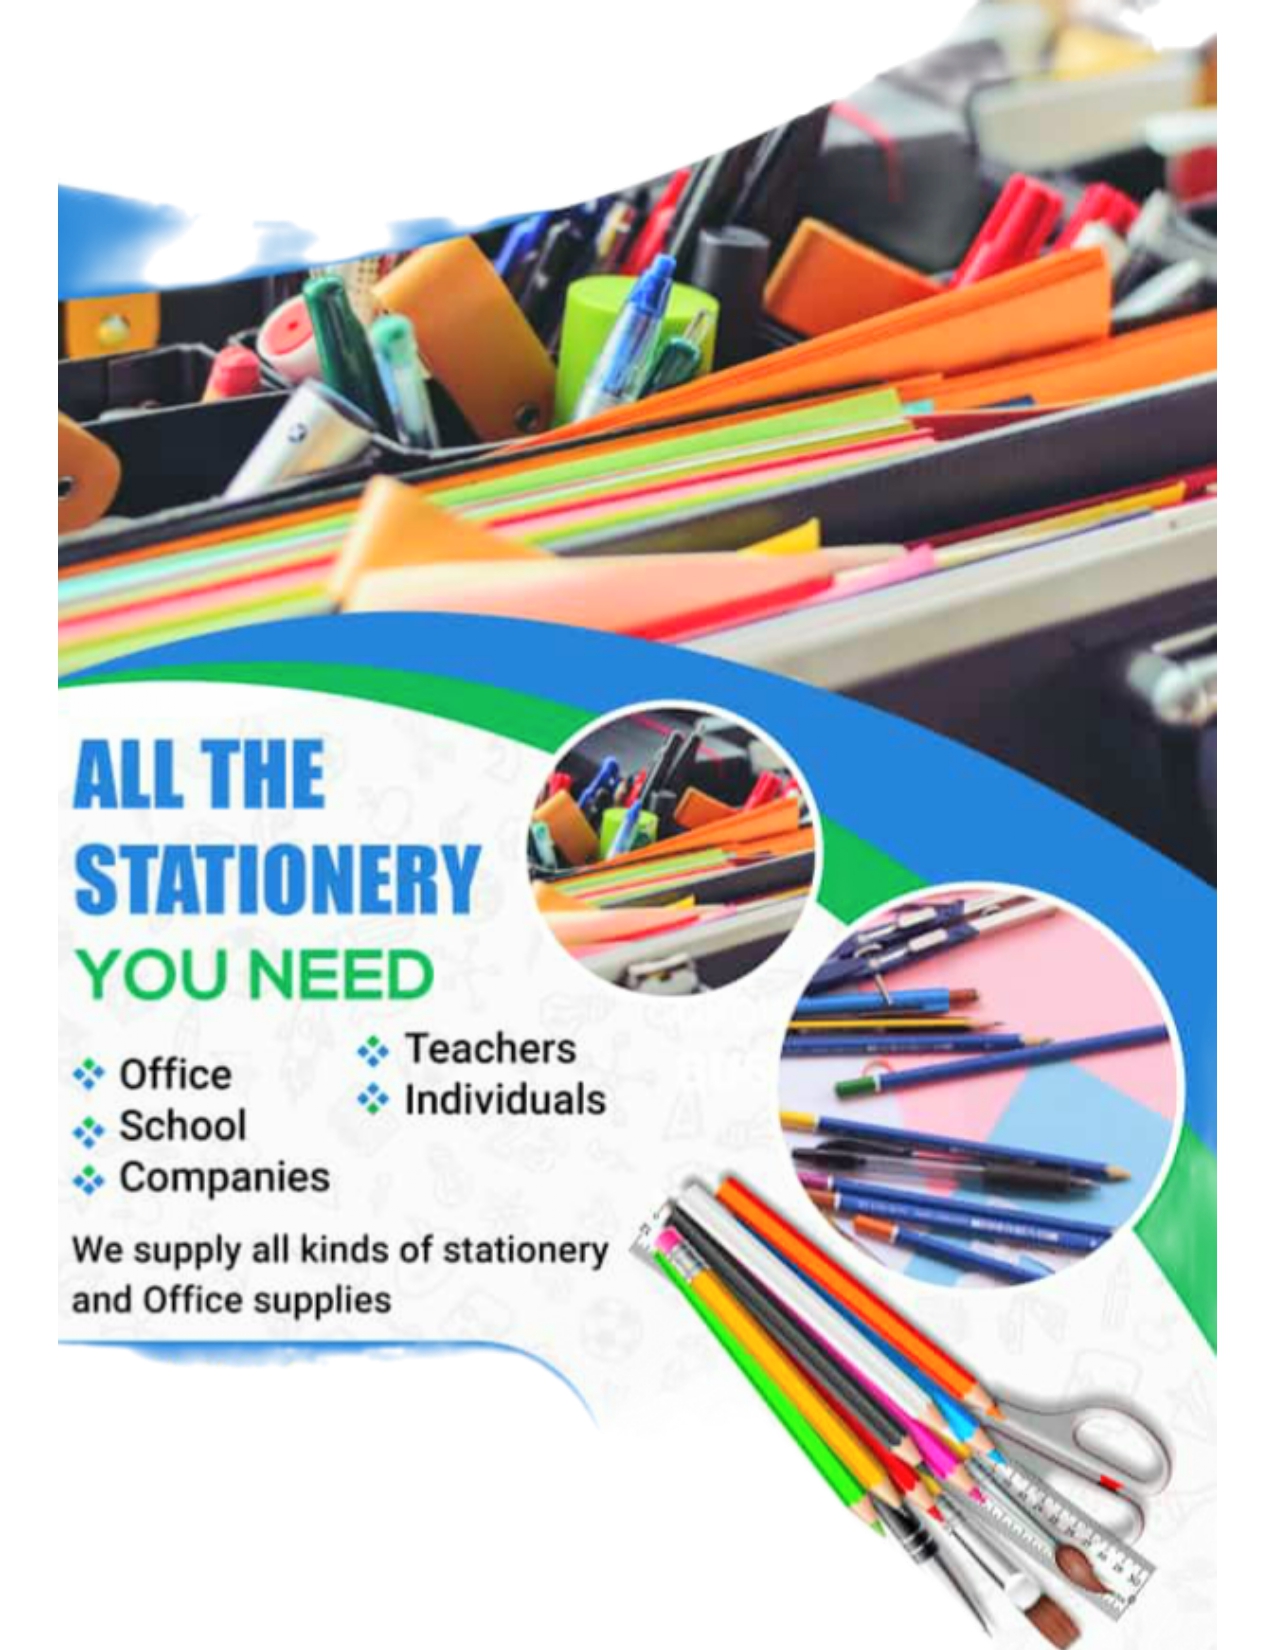 ALL THE
STATIONERY
YOU NEED
Office
School
Companies
Teachers
Individuals
We supply all kinds of stationery
and Office supplies